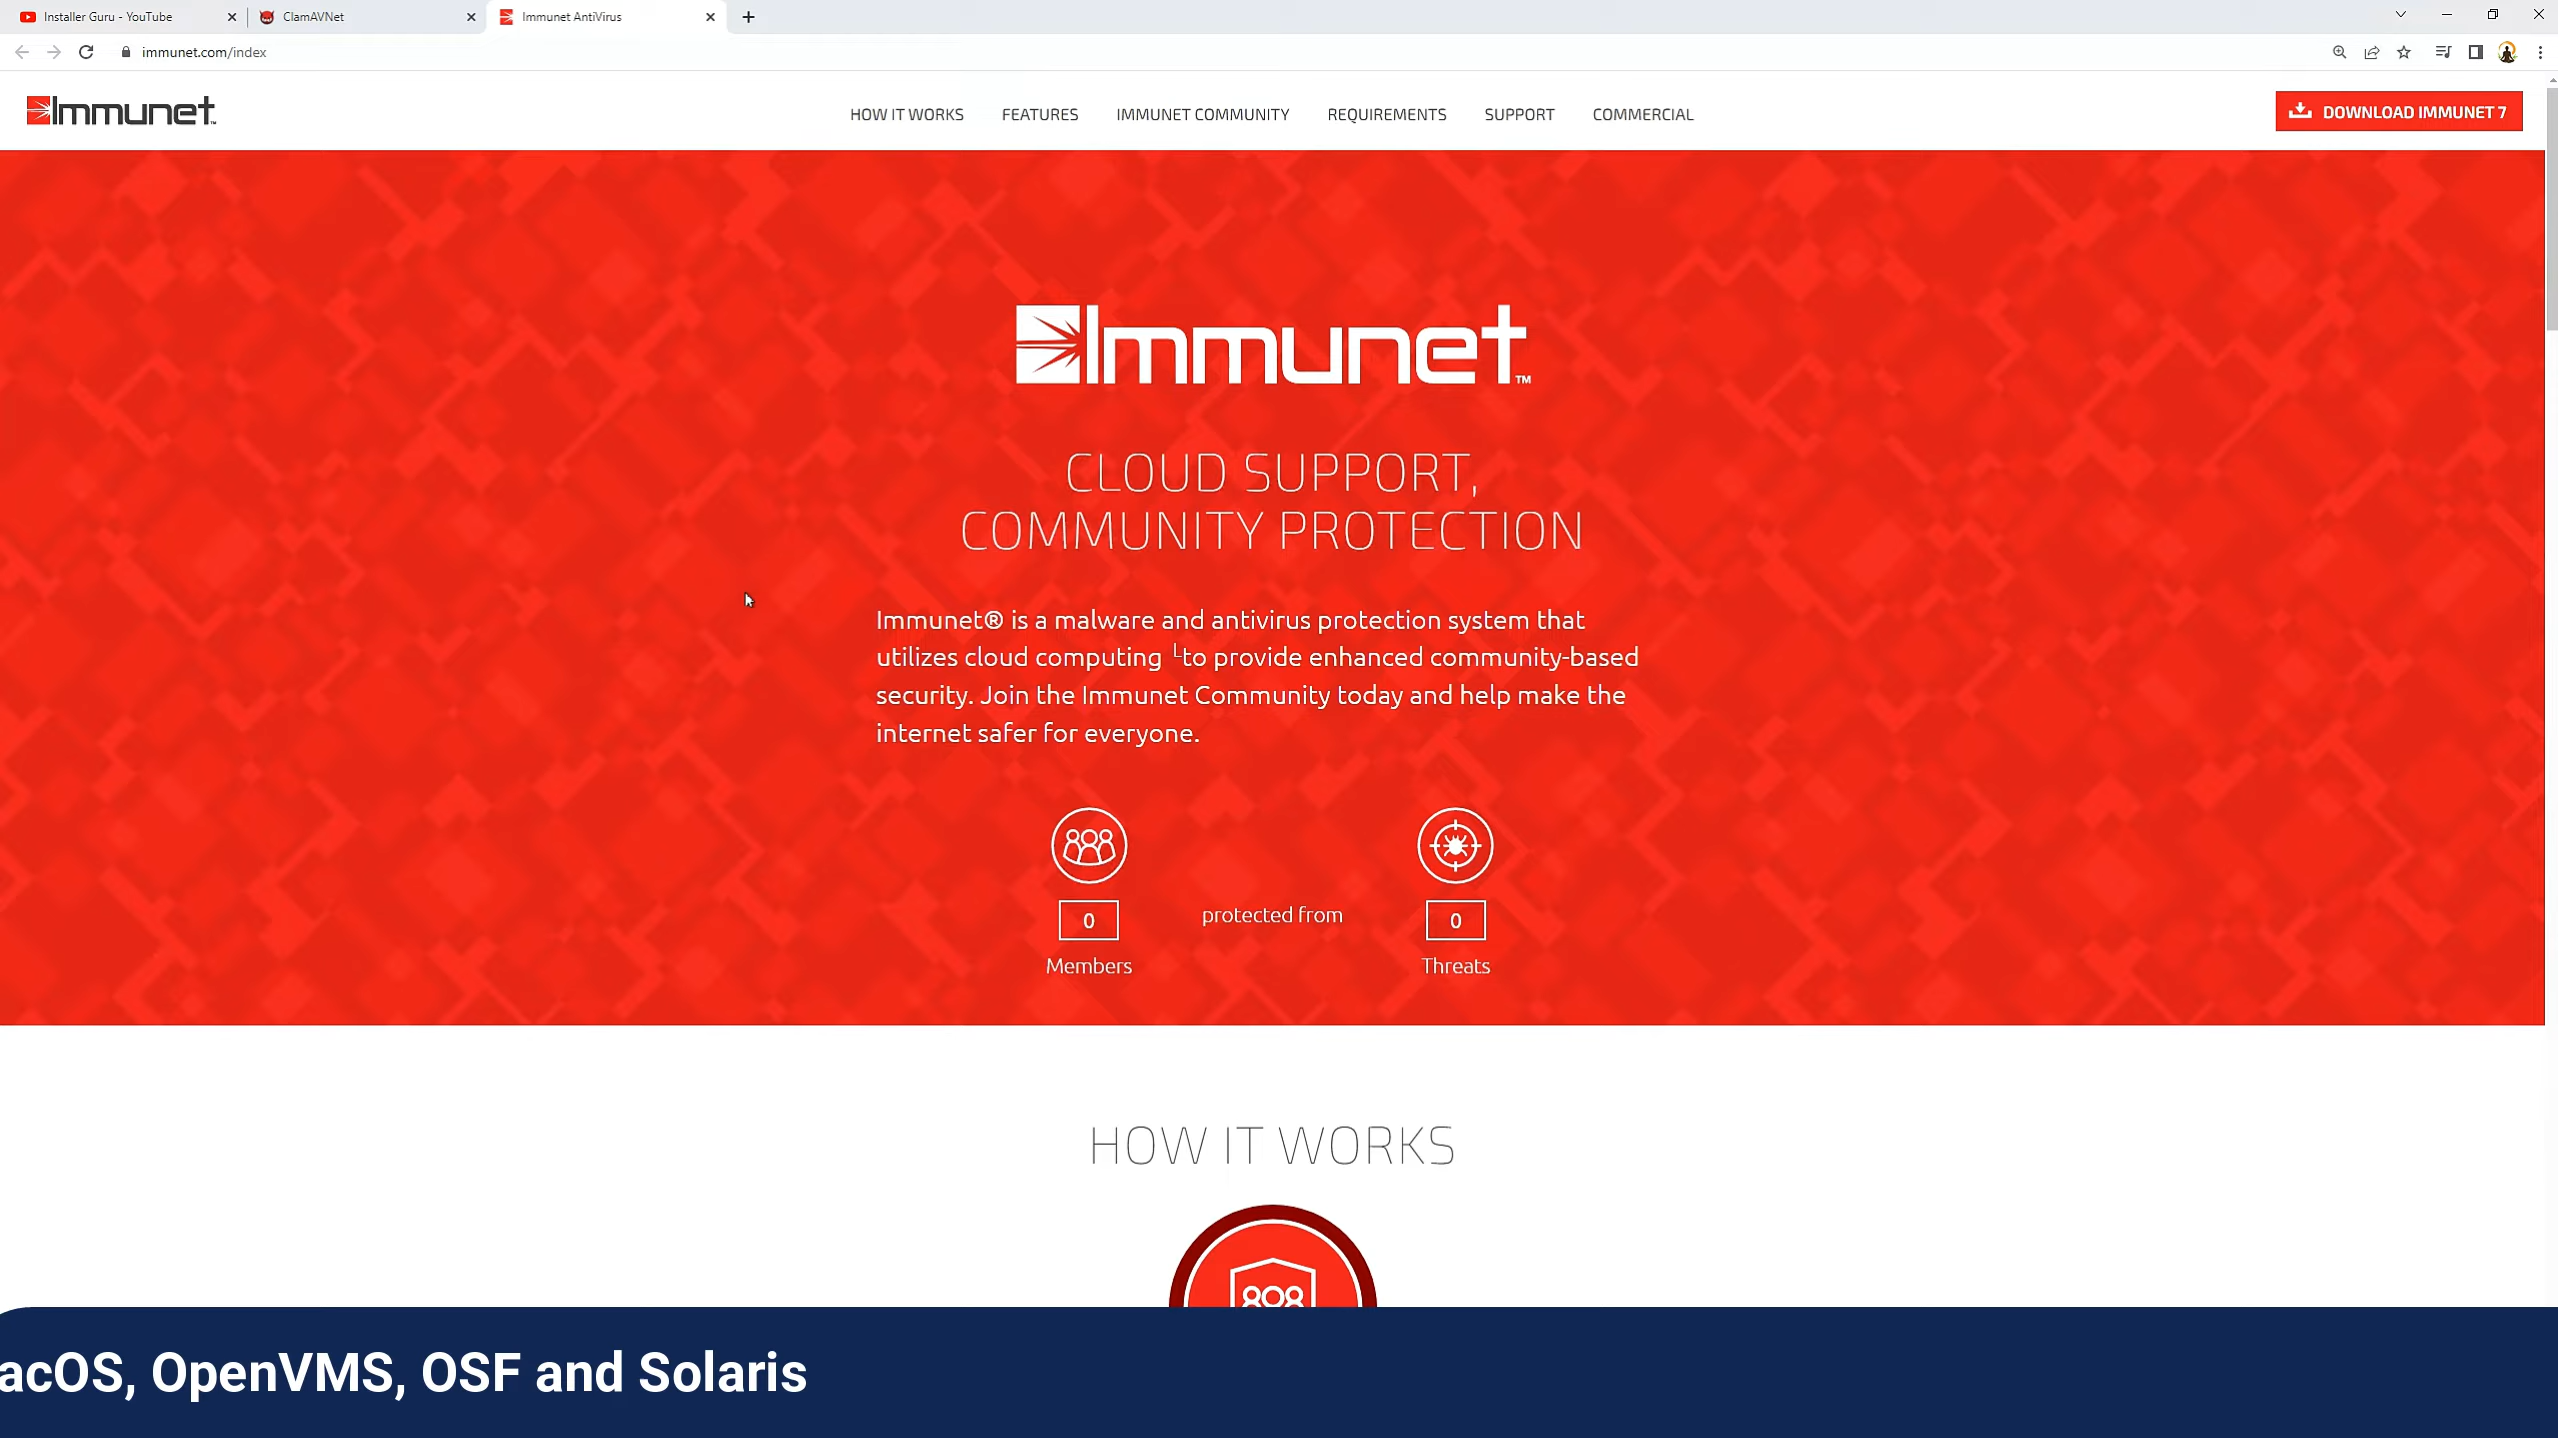 Installer Guru - YouTube
ClamAVNet
Immunet AntiVirus
immunet.com/index
Immunet™
HOW IT WORKS
FEATURES
IMMUNET COMMUNITY
REQUIREMENTS
SUPPORT
COMMERCIAL
DOWNLOAD IMMUNET 7
Immunet™
CLOUD SUPPORT,
COMMUNITY PROTECTION
Immunet® is a malware and antivirus protection system that
utilizes cloud computing └to provide enhanced community-based
security. Join the Immunet Community today and help make the
internet safer for everyone.
0
protected from
0
Members
Threats
HOW IT WORKS
acOS, OpenVMS, OSF and Solaris